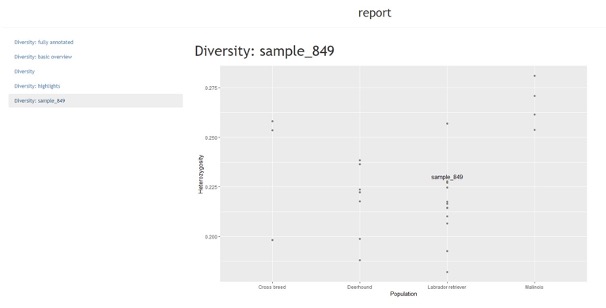 report
Diversity: fully annotated
Diversity: basic overview
Diversity
Diversity: highlights
Diversity: sample_849
Diversity: sample_849
0.275
0.250
0.225
0.200
Heterozygosity
sample_849
Cross breed
Deerhound
Labrador retriever
Malinois
Population